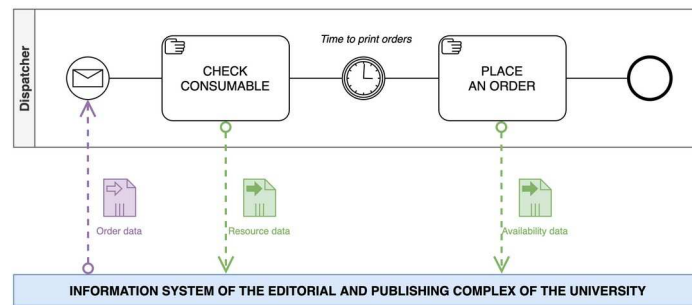 Dispatcher
Time to print orders
CHECK
CONSUMABLE
PLACE
AN ORDER
Order data
Resource data
Availability data
INFORMATION SYSTEM OF THE EDITORIAL AND PUBLISHING COMPLEX OF THE UNIVERSITY